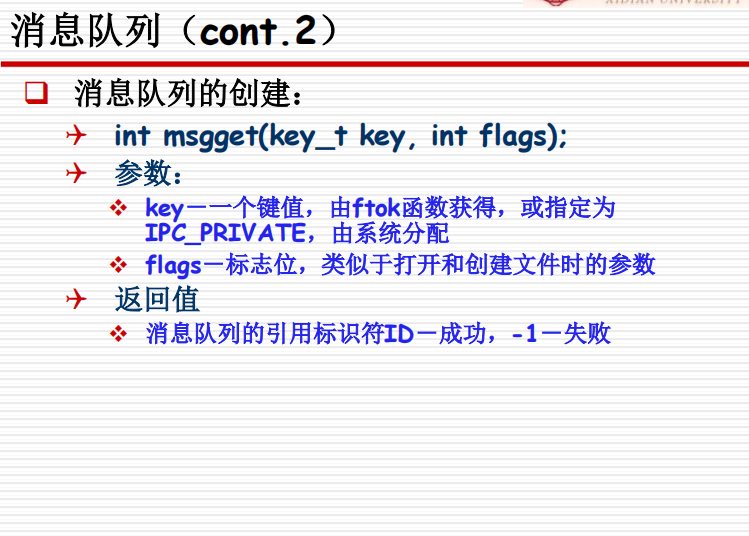 XIDIAN UNIVERSITY
消息队列（cont.2）
消息队列的创建：
int msgget(key_t key, int flags);
参数：
key－一个键值，由ftok函数获得，或指定为
IPC_PRIVATE，由系统分配
flags－标志位，类似于打开和创建文件时的参数
返回值
消息队列的引用标识符ID－成功，-1－失败